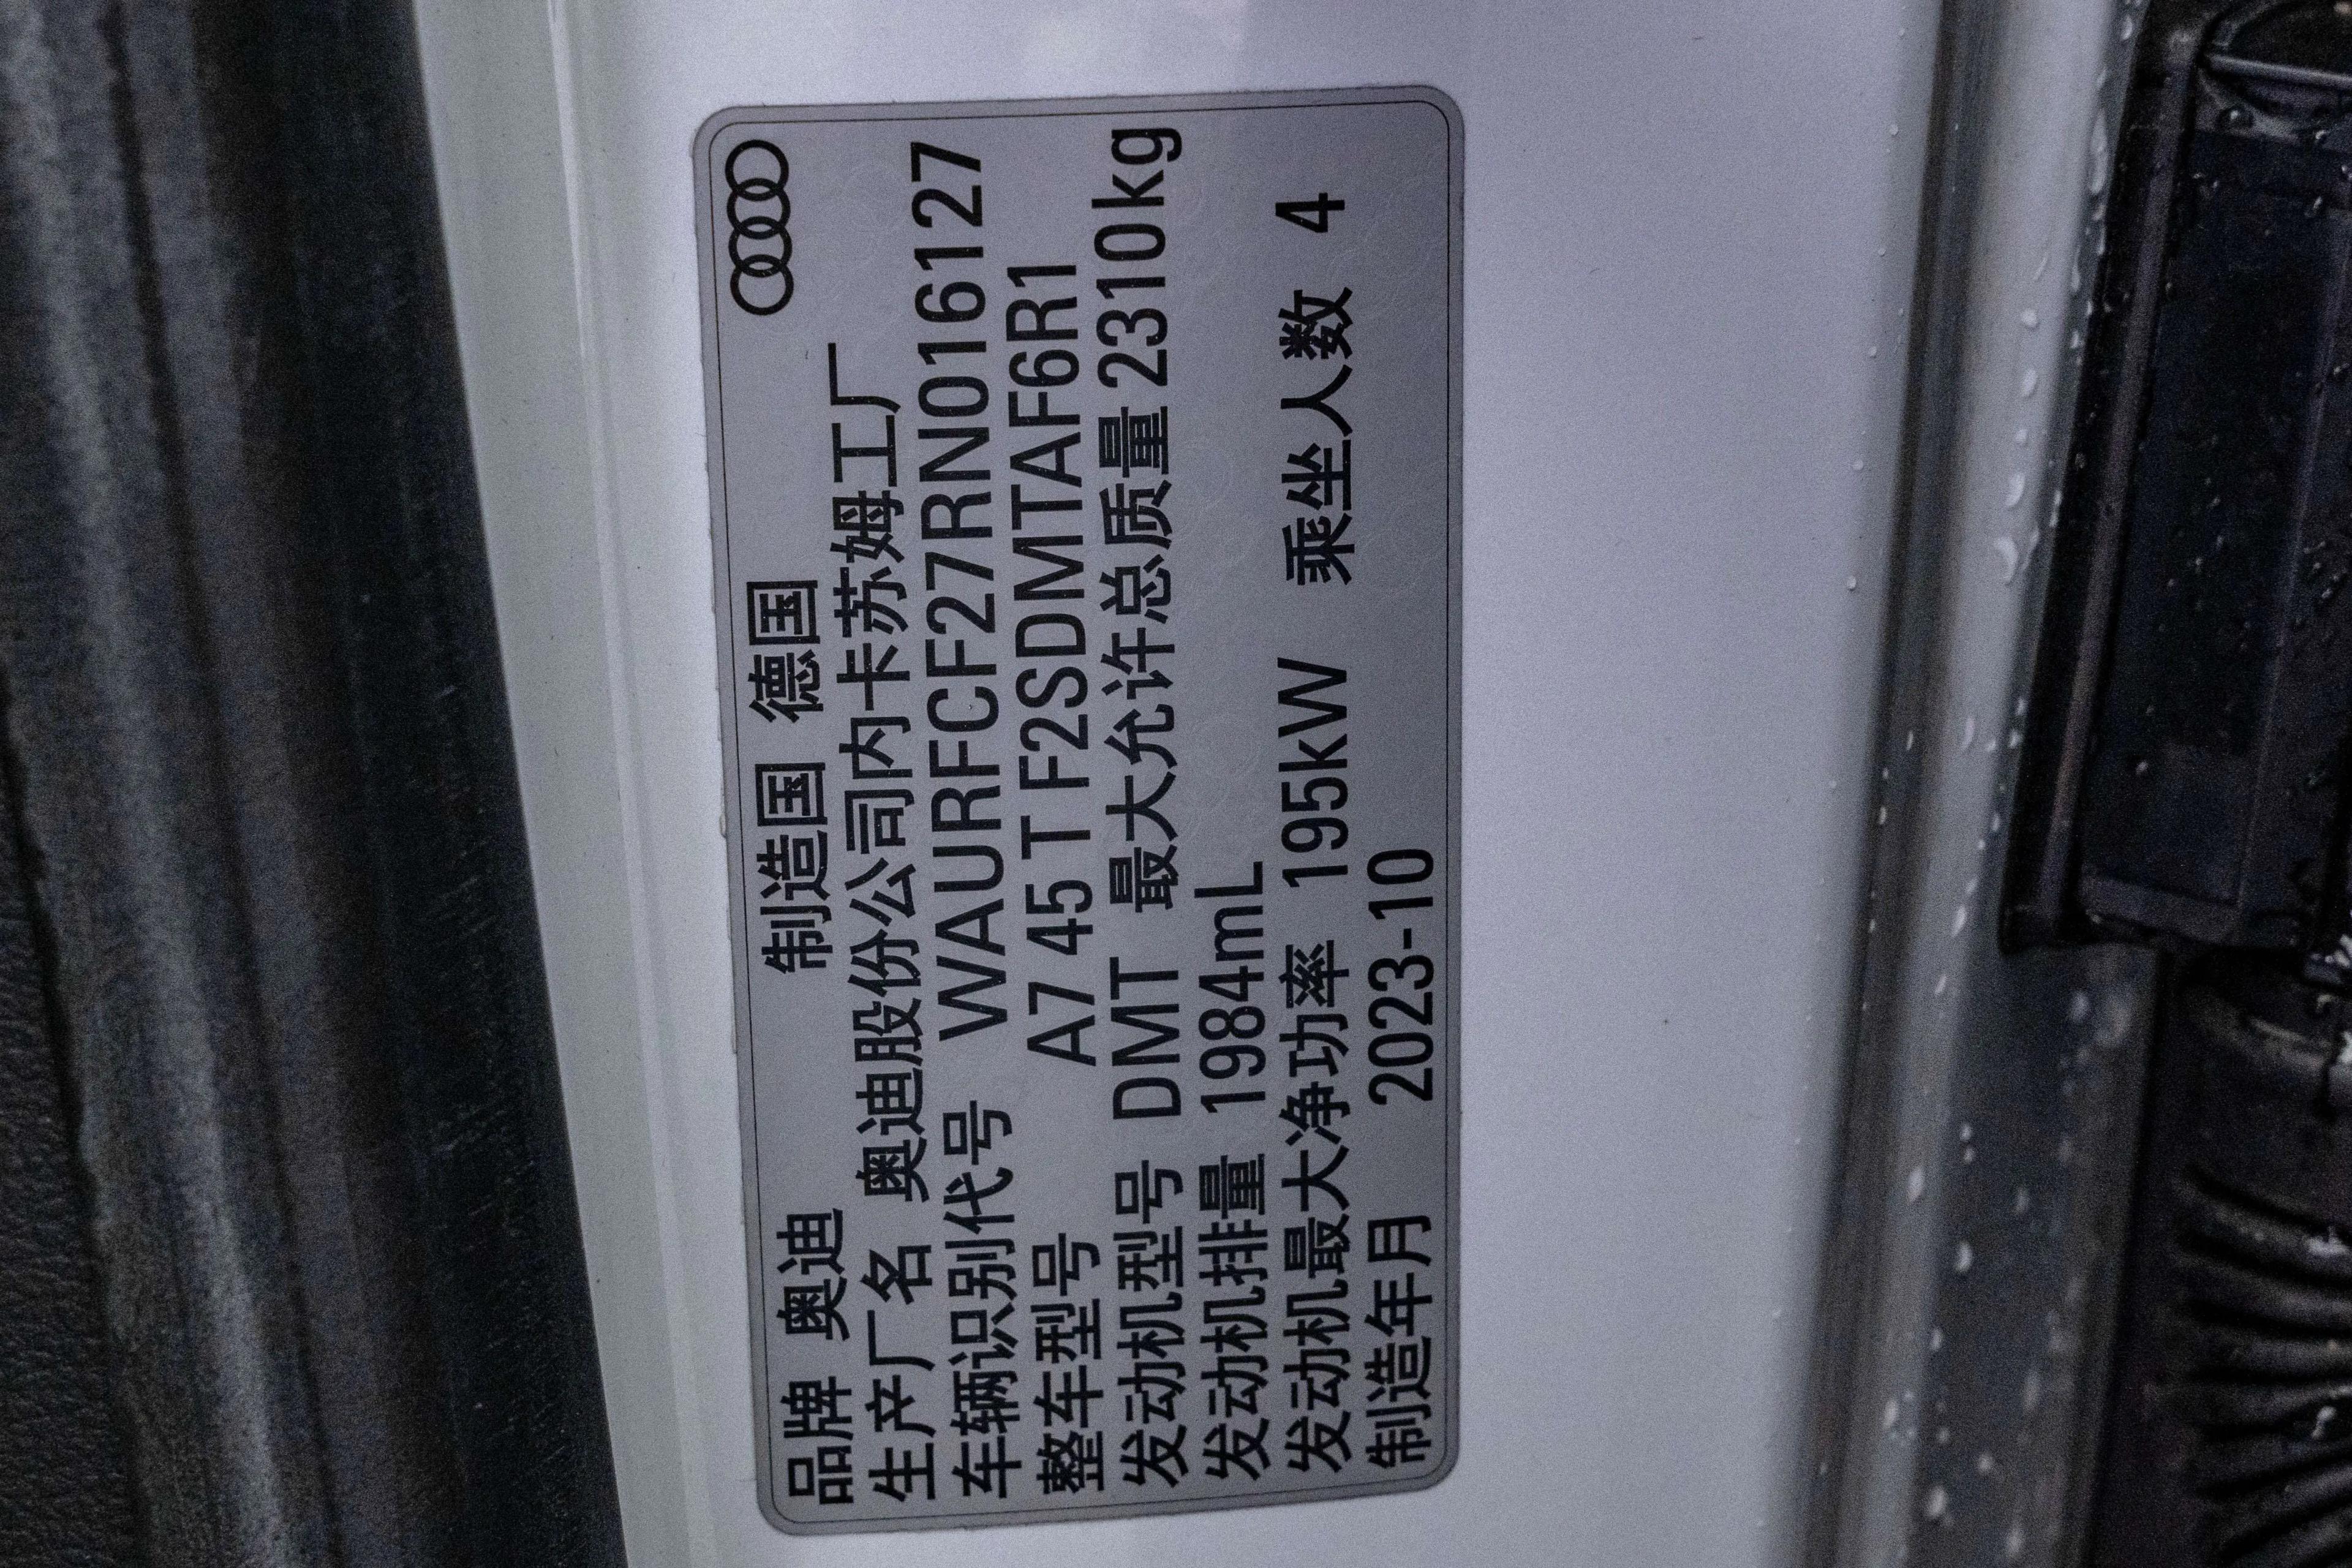 品牌 奥迪 制造国 德国
生产厂名 奥迪股份公司内卡苏姆工厂
车辆识别代号 WAURFCF27RN016127
整车型号 A7 45 T F2SDMTAF6R1
发动机型号 DMT 最大允许总质量 2310kg
发动机排量 1984mL
发动机最大净功率 195kW 乘坐人数 4
制造年月 2023-10